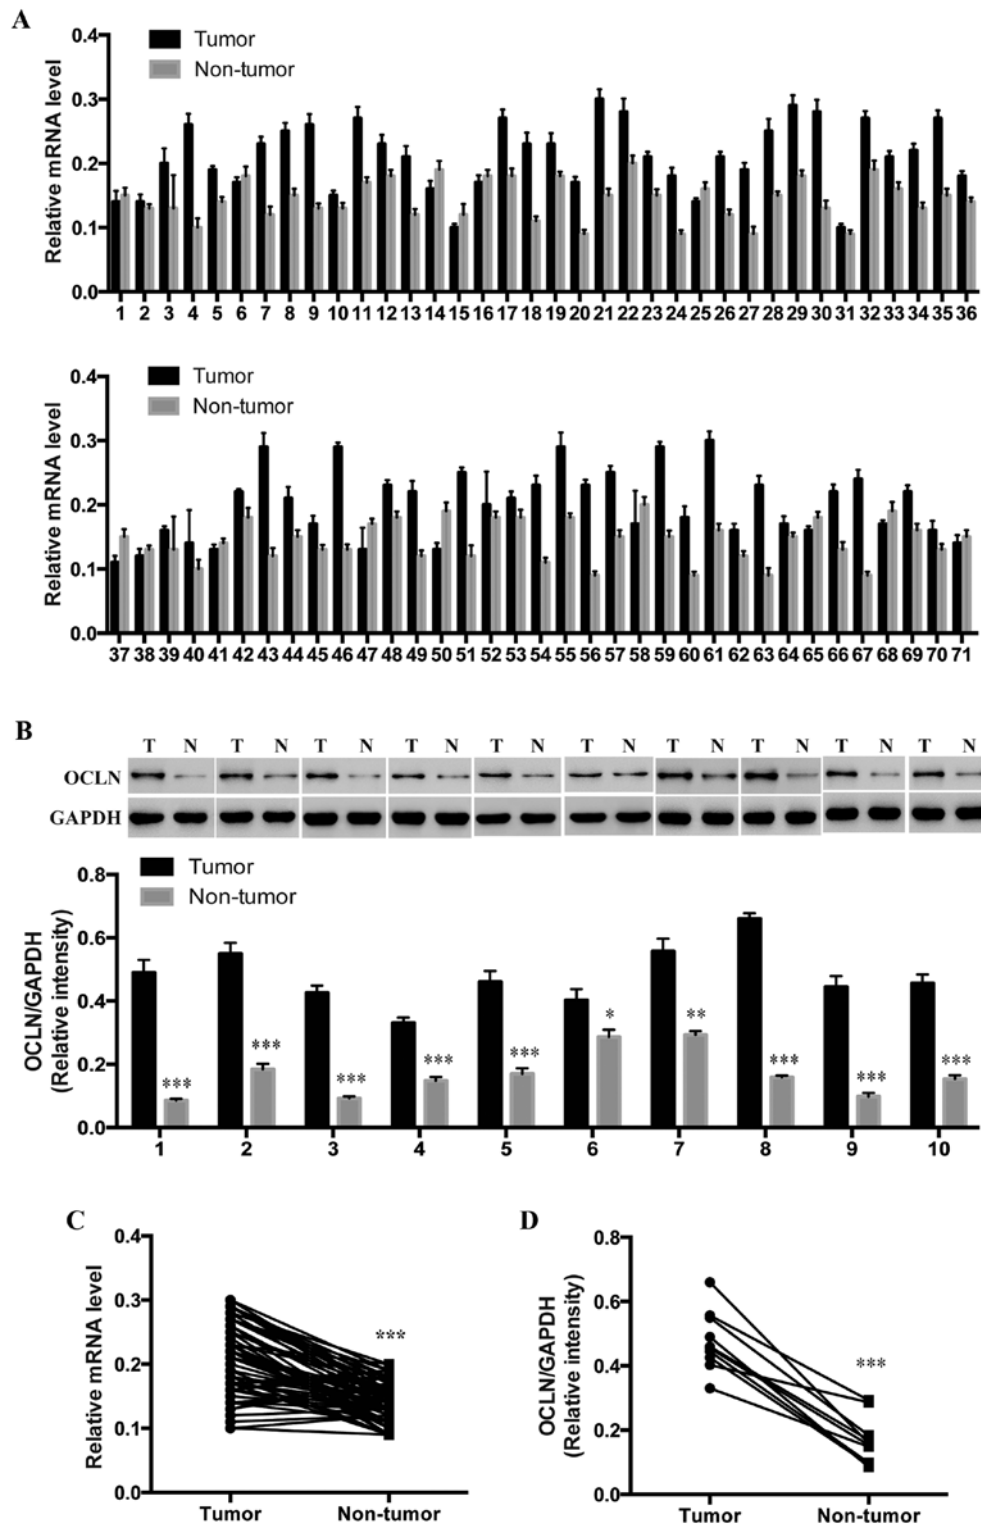 A
Relative mRNA level
0.4
0.3
0.2
0.1
0.0
Tumor
Non-tumor
1 2 3 4 5 6 7 8 9 10 11 12 13 14 15 16 17 18 19 20 21 22 23 24 25 26 27 28 29 30 31 32 33 34 35 36
Relative mRNA level
0.4
0.3
0.2
0.1
0.0
Tumor
Non-tumor
37 38 39 40 41 42 43 44 45 46 47 48 49 50 51 52 53 54 55 56 57 58 59 60 61 62 63 64 65 66 67 68 69 70 71
B
T N T N T N T N T N T N T N T N T N T N
OCLN
GAPDH
OCLN/GAPDH
(Relative intensity)
0.8
0.6
0.4
0.2
0.0
Tumor
Non-tumor
*** *** *** *** *** * ** *** *** ***
1 2 3 4 5 6 7 8 9 10
C
Relative mRNA level
0.4
0.3
0.2
0.1
0.0
***
Tumor Non-tumor
D
OCLN/GAPDH
(Relative intensity)
0.8
0.6
0.4
0.2
0.0
***
Tumor Non-tumor